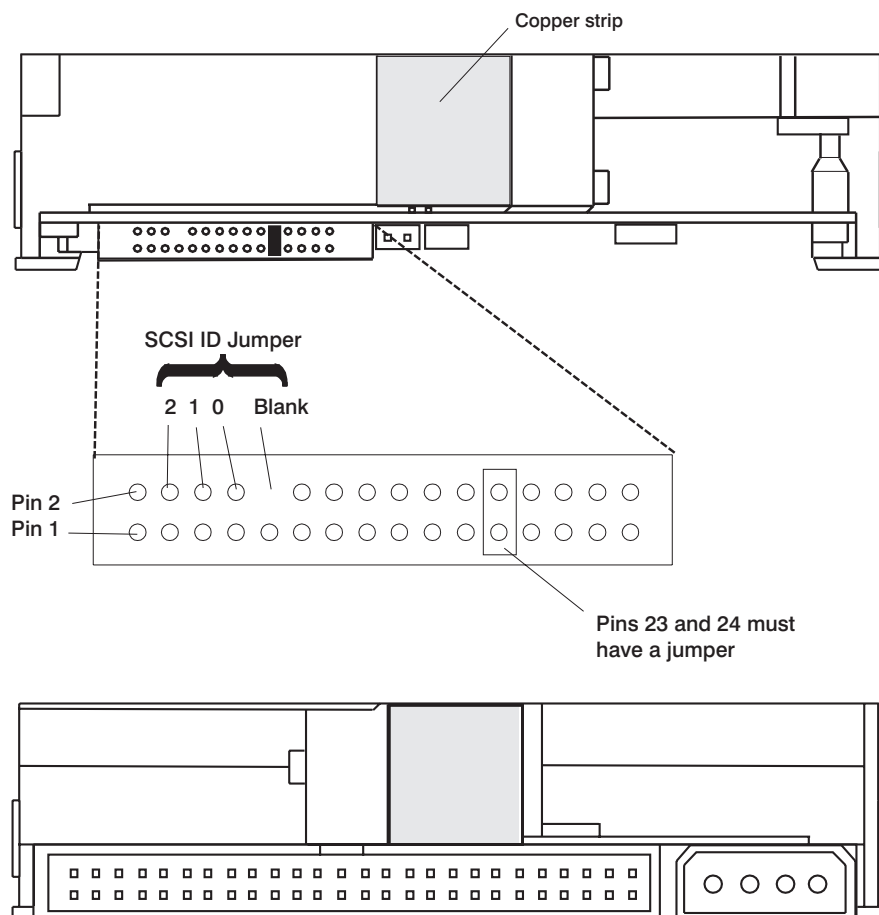 Copper strip
SCSI ID Jumper
2 1 0 Blank
Pin 2
Pin 1
Pins 23 and 24 must
have a jumper